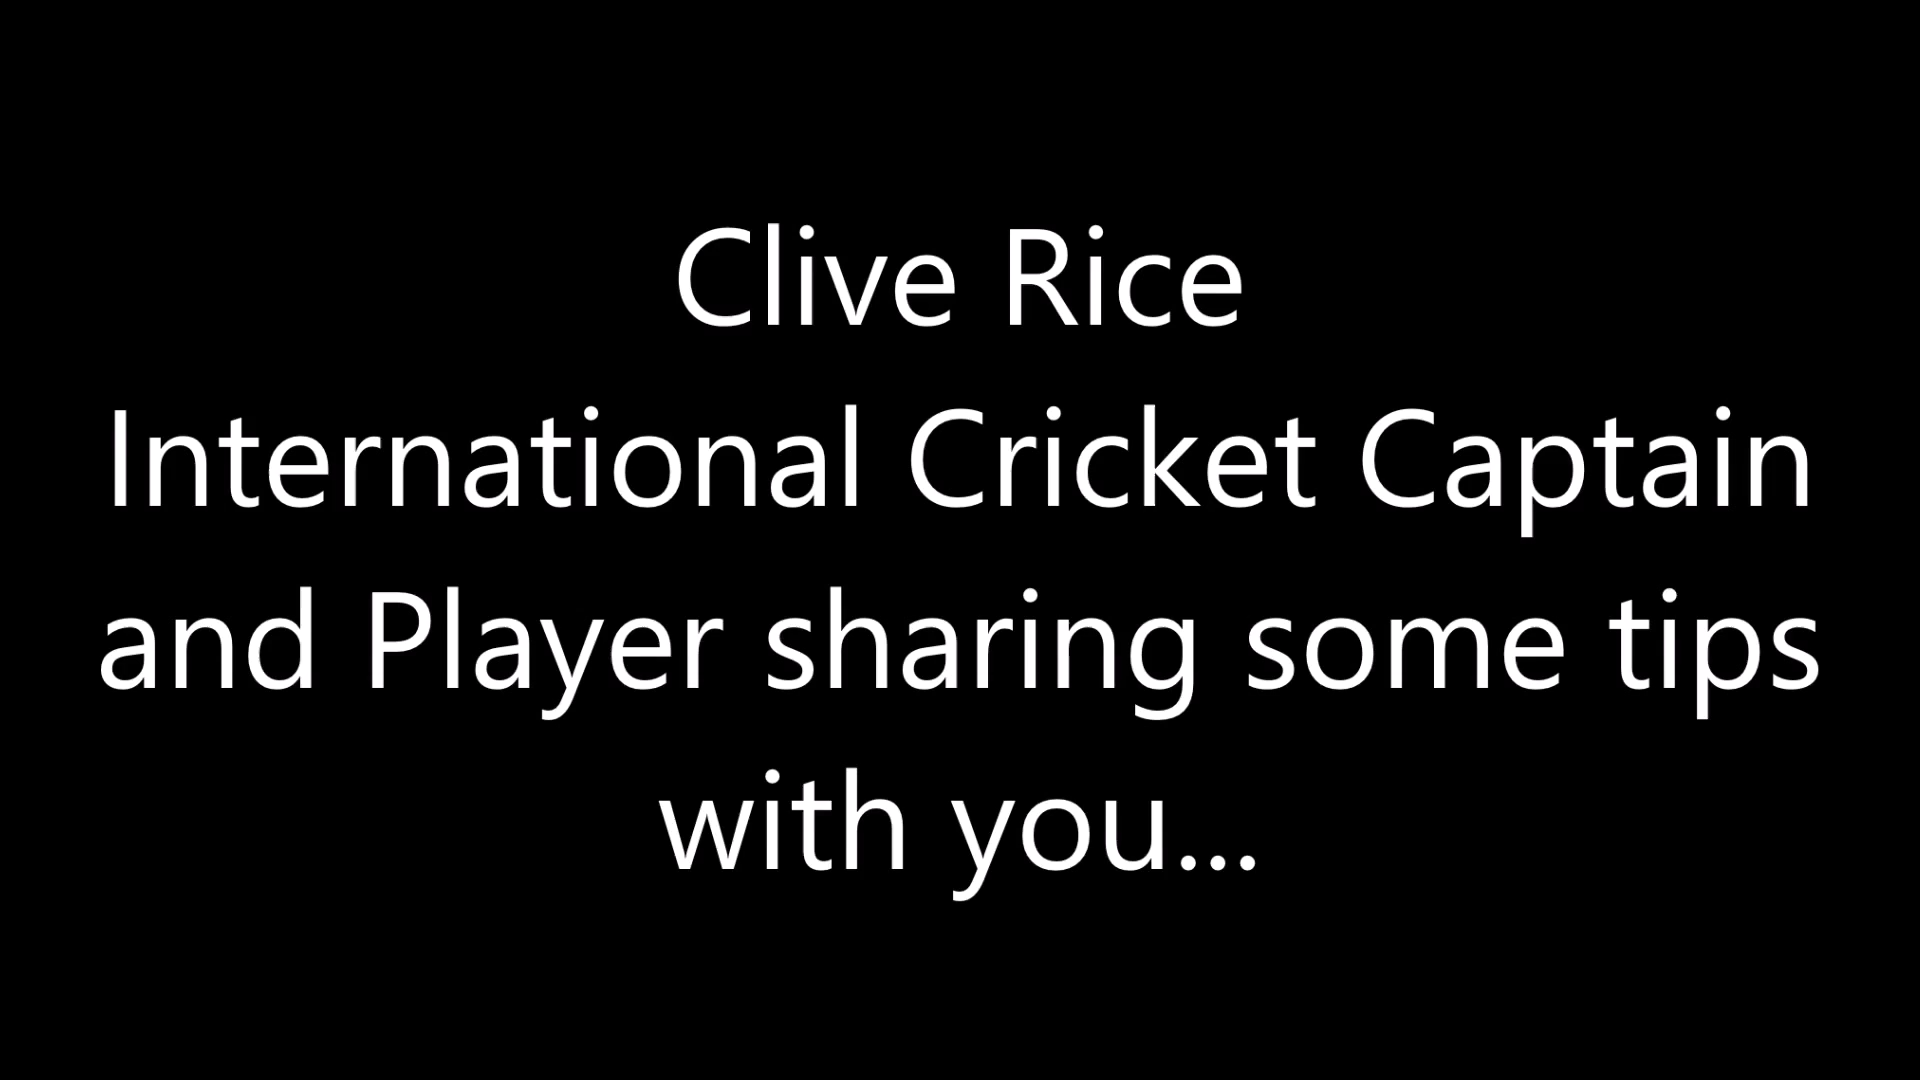 Clive Rice
International Cricket Captain
and Player sharing some tips
with you...